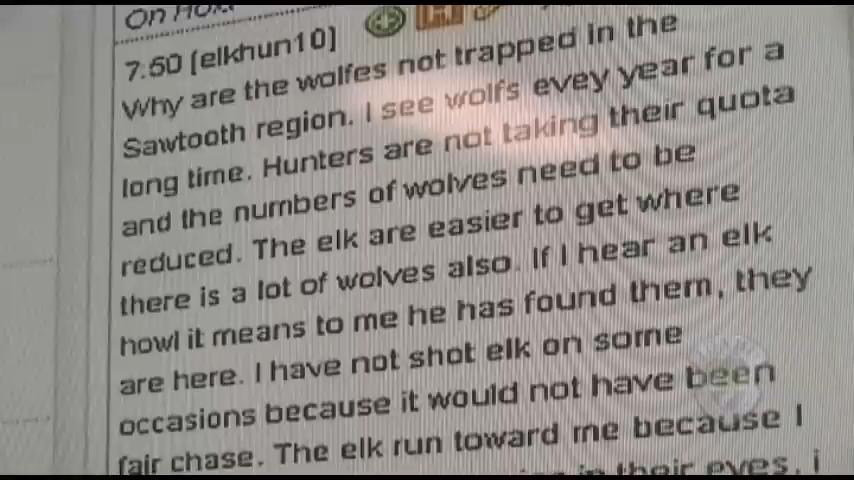 On
7:50 [elkhun10]
Why are the wolfes not trapped in the
Sawtooth region. I see wolfs evey year for a
long time. Hunters are not taking their quota
and the numbers of wolves need to be
reduced. The elk are easier to get where
there is a lot of wolves also. If I hear an elk
howl it means to me he has found them, they
are here. I have not shot elk on some
occasions because it would not have been
fair chase. The elk run toward me because I
in their eyes, i